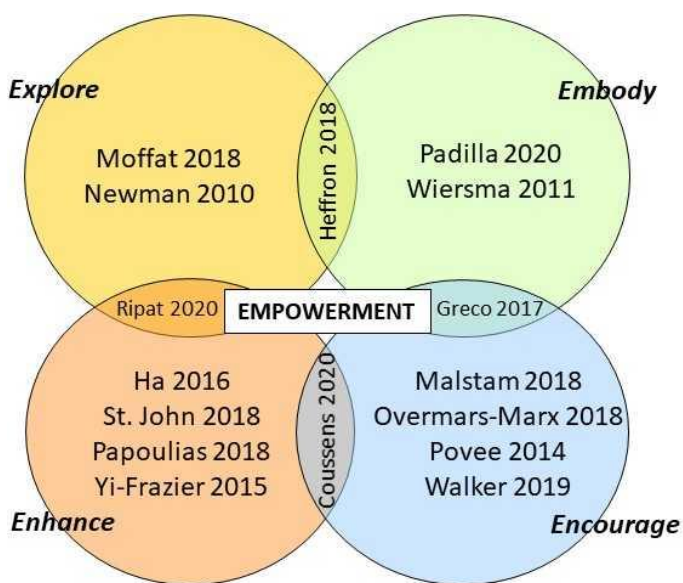 Explore
Embody
Moffat 2018
Newman 2010
Heffron 2018
Padilla 2020
Wiersma 2011
Ripat 2020
EMPOWERMENT
Greco 2017
Ha 2016
St. John 2018
Papoulias 2018
Yi-Frazier 2015
Coussens 2020
Malstam 2018
Overmars-Marx 2018
Povee 2014
Walker 2019
Enhance
Encourage